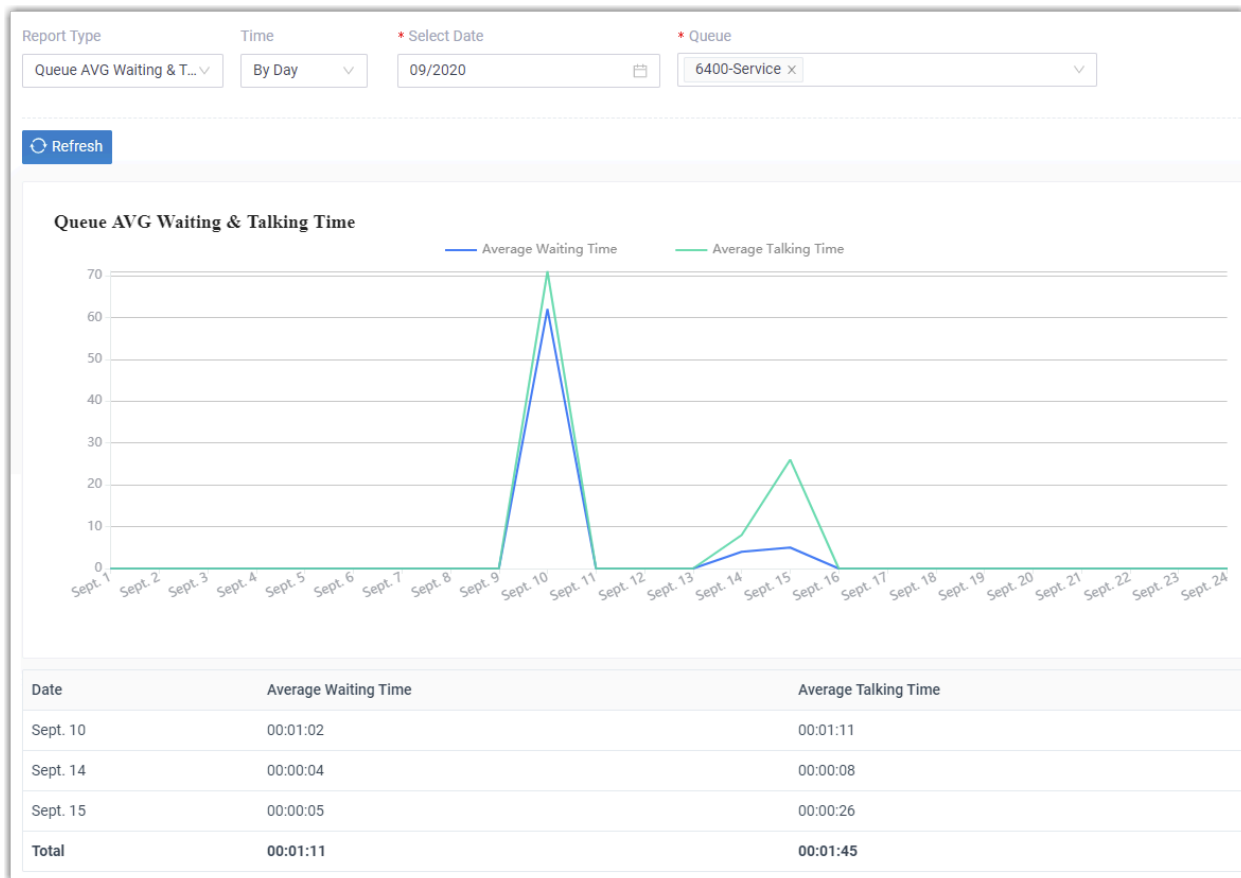 Report Type Time * Select Date * Queue
Queue AVG Waiting & T... By Day 09/2020 6400-Service ×
Refresh
Queue AVG Waiting & Talking Time
Average Waiting Time Average Talking Time
70
60
50
40
30
20
10
0
Sept. 1 Sept. 2 Sept. 3 Sept. 4 Sept. 5 Sept. 6 Sept. 7 Sept. 8 Sept. 9 Sept. 10 Sept. 11 Sept. 12 Sept. 13 Sept. 14 Sept. 15 Sept. 16 Sept. 17 Sept. 18 Sept. 19 Sept. 20 Sept. 21 Sept. 22 Sept. 23 Sept. 24
Date Average Waiting Time Average Talking Time
Sept. 10 00:01:02 00:01:11
Sept. 14 00:00:04 00:00:08
Sept. 15 00:00:05 00:00:26
Total 00:01:11 00:01:45